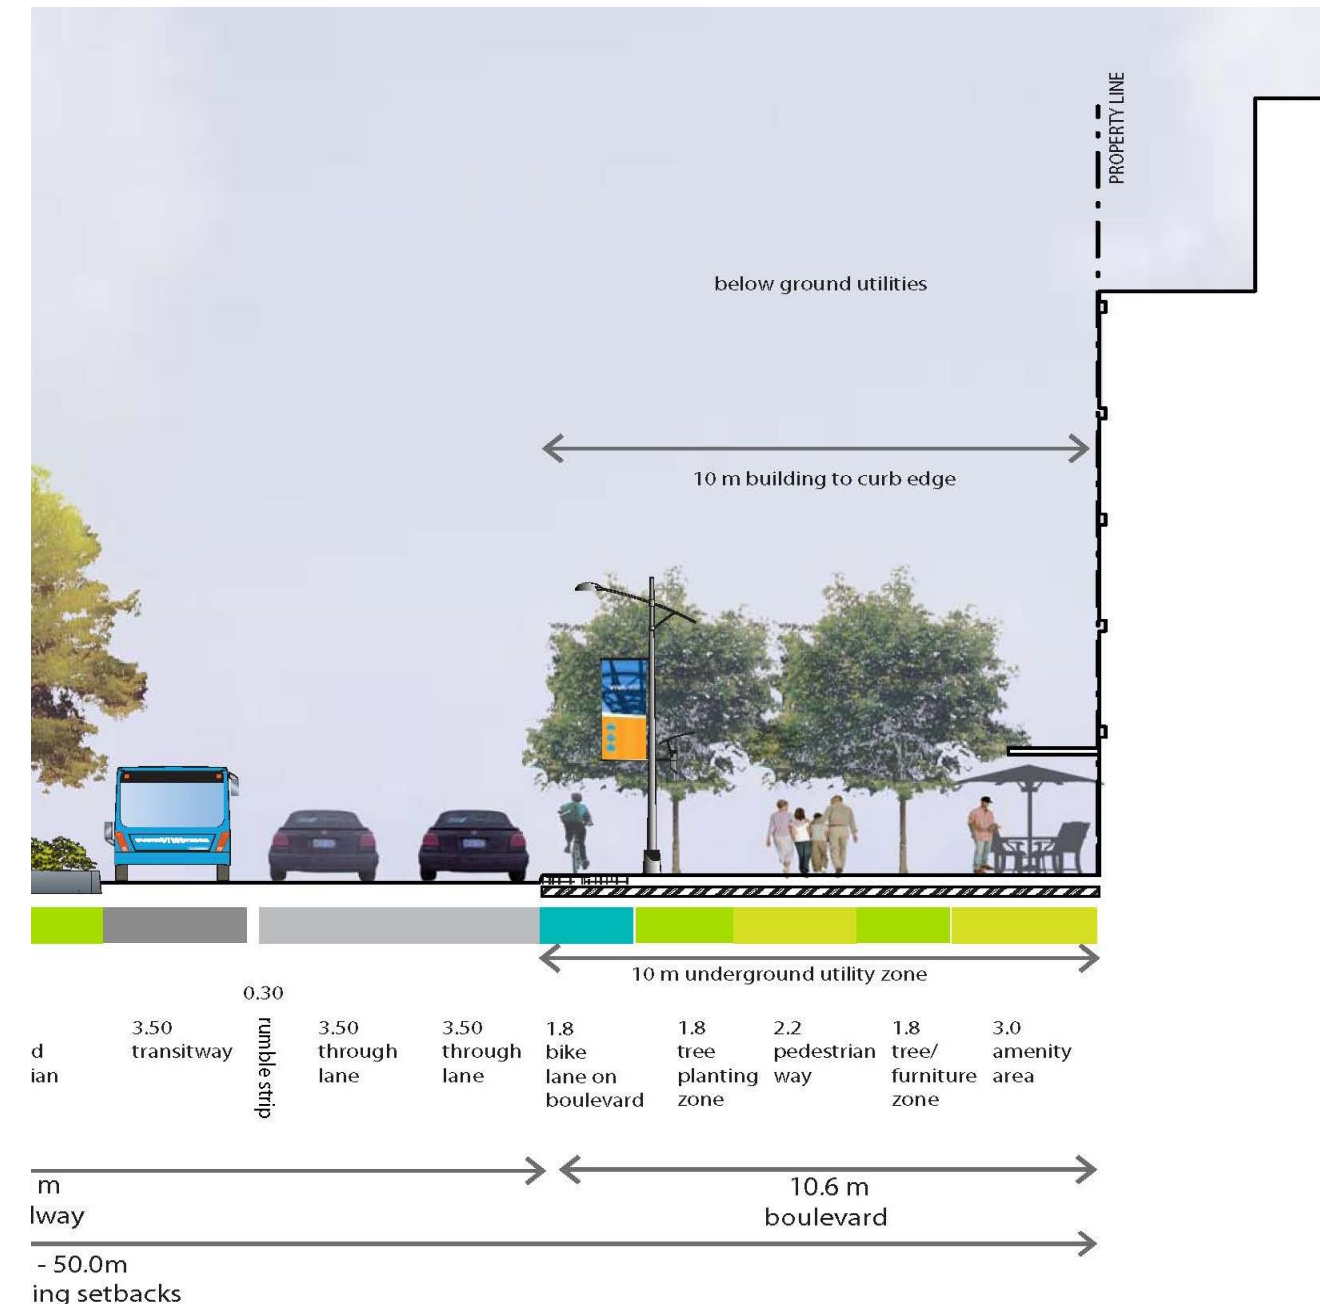 PROPERTY LINE
below ground utilities
10 m building to curb edge
10 m underground utility zone
0.30
rumble strip
3.50
transitway
3.50
through
lane
3.50
through
lane
1.8
bike
lane on
boulevard
1.8
tree
planting
zone
2.2
pedestrian
way
1.8
tree/
furniture
zone
3.0
amenity
area
d
ian
m
lway
10.6 m
boulevard
- 50.0m
ing setbacks